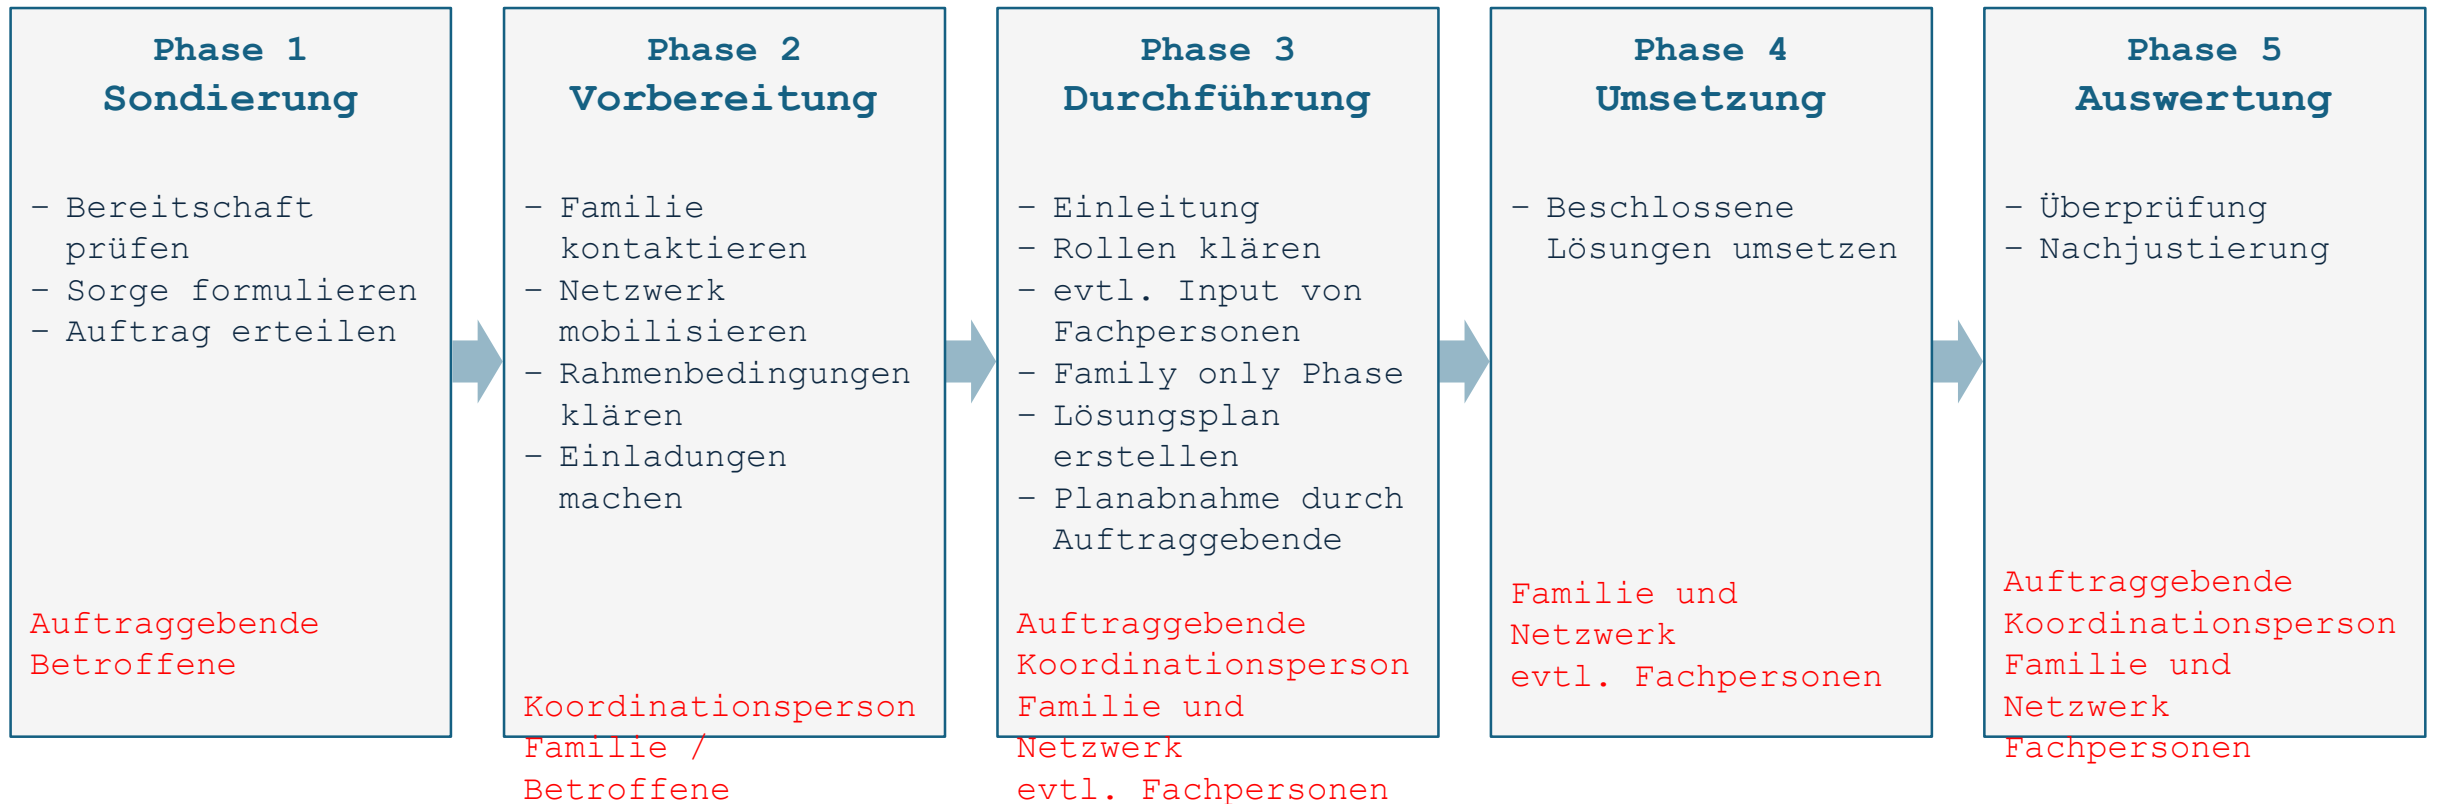 Phase 1
Sondierung
– Bereitschaft
prüfen
– Sorge formulieren
– Auftrag erteilen
Auftraggebende
Betroffene
Phase 2
Vorbereitung
– Familie
kontaktieren
– Netzwerk
mobilisieren
– Rahmenbedingungen
klären
– Einladungen
machen
Koordinationsperson
Familie /
Betroffene
Phase 3
Durchführung
– Einleitung
– Rollen klären
– evtl. Input von
Fachpersonen
– Family only Phase
– Lösungsplan
erstellen
– Planabnahme durch
Auftraggebende
Auftraggebende
Koordinationsperson
Familie und
Netzwerk
evtl. Fachpersonen
Phase 4
Umsetzung
– Beschlossene
Lösungen umsetzen
Familie und
Netzwerk
evtl. Fachpersonen
Phase 5
Auswertung
– Überprüfung
– Nachjustierung
Auftraggebende
Koordinationsperson
Familie und
Netzwerk
Fachpersonen